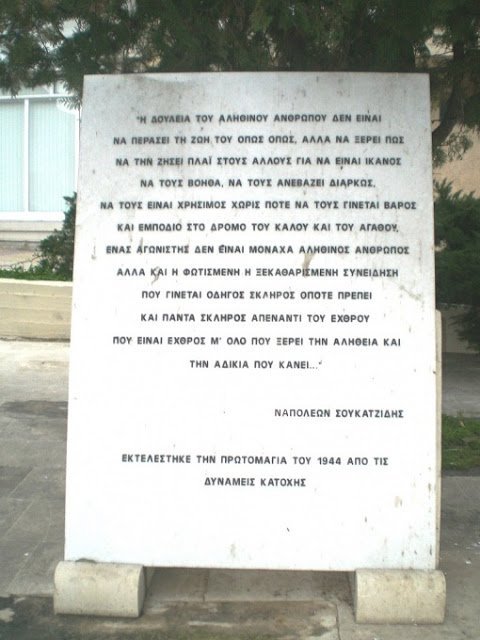 "Η ΔΟΥΛΕΙΑ ΤΟΥ ΑΛΗΘΙΝΟΥ ΑΝΘΡΩΠΟΥ ΔΕΝ ΕΙΝΑΙ
ΝΑ ΠΕΡΑΣΕΙ ΤΗ ΖΩΗ ΤΟΥ ΟΠΩΣ ΟΠΩΣ, ΑΛΛΑ ΝΑ ΞΕΡΕΙ ΠΩΣ
ΝΑ ΤΗΝ ΖΗΣΕΙ ΠΛΑΪ ΣΤΟΥΣ ΑΛΛΟΥΣ ΓΙΑ ΝΑ ΕΙΝΑΙ ΙΚΑΝΟΣ
ΝΑ ΤΟΥΣ ΒΟΗΘΑ, ΝΑ ΤΟΥΣ ΑΝΕΒΑΖΕΙ ΔΙΑΡΚΩΣ,
ΝΑ ΤΟΥΣ ΕΙΝΑΙ ΧΡΗΣΙΜΟΣ ΧΩΡΙΣ ΠΟΤΕ ΝΑ ΤΟΥΣ ΓΙΝΕΤΑΙ ΒΑΡΟΣ
ΚΑΙ ΕΜΠΟΔΙΟ ΣΤΟ ΔΡΟΜΟ ΤΟΥ ΚΑΛΟΥ ΚΑΙ ΤΟΥ ΑΓΑΘΟΥ,
ΕΝΑΣ ΑΓΩΝΙΣΤΗΣ ΔΕΝ ΕΙΝΑΙ ΜΟΝΑΧΑ ΑΛΗΘΙΝΟΣ ΑΝΘΡΩΠΟΣ
ΑΛΛΑ ΚΑΙ Η ΦΩΤΙΣΜΕΝΗ Η ΞΕΚΑΘΑΡΙΣΜΕΝΗ ΣΥΝΕΙΔΗΣΗ
ΠΟΥ ΓΙΝΕΤΑΙ ΟΔΗΓΟΣ ΣΚΛΗΡΟΣ ΟΠΟΤΕ ΠΡΕΠΕΙ
ΚΑΙ ΠΑΝΤΑ ΣΚΛΗΡΟΣ ΑΠΕΝΑΝΤΙ ΤΟΥ ΕΧΘΡΟΥ
ΠΟΥ ΕΙΝΑΙ ΕΧΘΡΟΣ Μ' ΟΛΟ ΠΟΥ ΞΕΡΕΙ ΤΗΝ ΑΛΗΘΕΙΑ ΚΑΙ
ΤΗΝ ΑΔΙΚΙΑ ΠΟΥ ΚΑΝΕΙ..."
ΝΑΠΟΛΕΩΝ ΣΟΥΚΑΤΖΙΔΗΣ
ΕΚΤΕΛΕΣΤΗΚΕ ΤΗΝ ΠΡΩΤΟΜΑΓΙΑ ΤΟΥ 1944 ΑΠΟ ΤΙΣ
ΔΥΝΑΜΕΙΣ ΚΑΤΟΧΗΣ